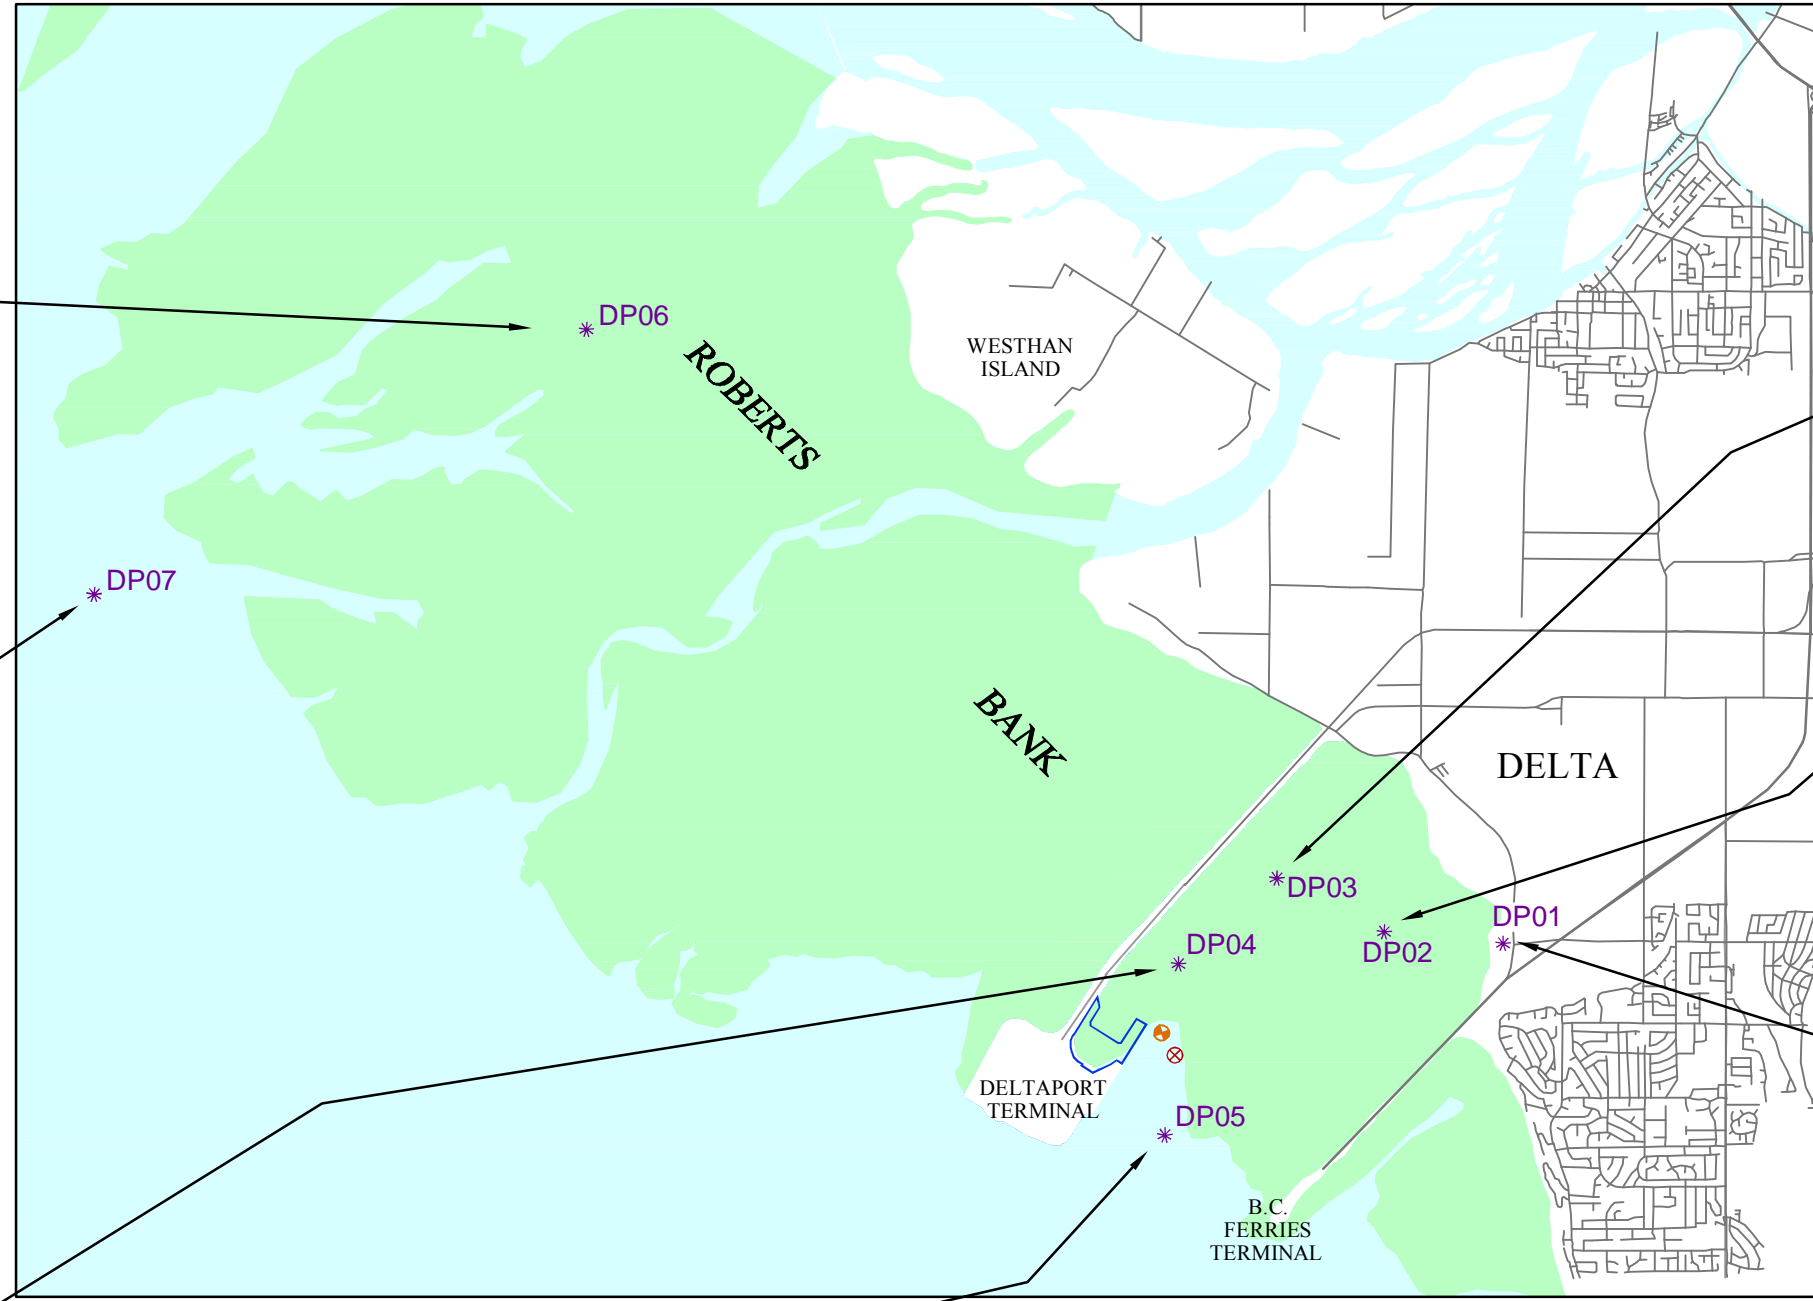 DP06
ROBERTS
WESTHAN
ISLAND
DP07
BANK
DELTA
DP03
DP01
DP04
DP02
DELTAPORT
TERMINAL
DP05
B.C.
FERRIES
TERMINAL